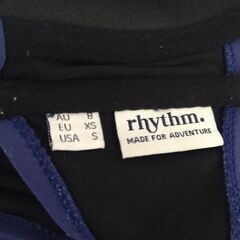 AU 8
EU XS
USA S
rhythm.
MADE FOR ADVENTURE